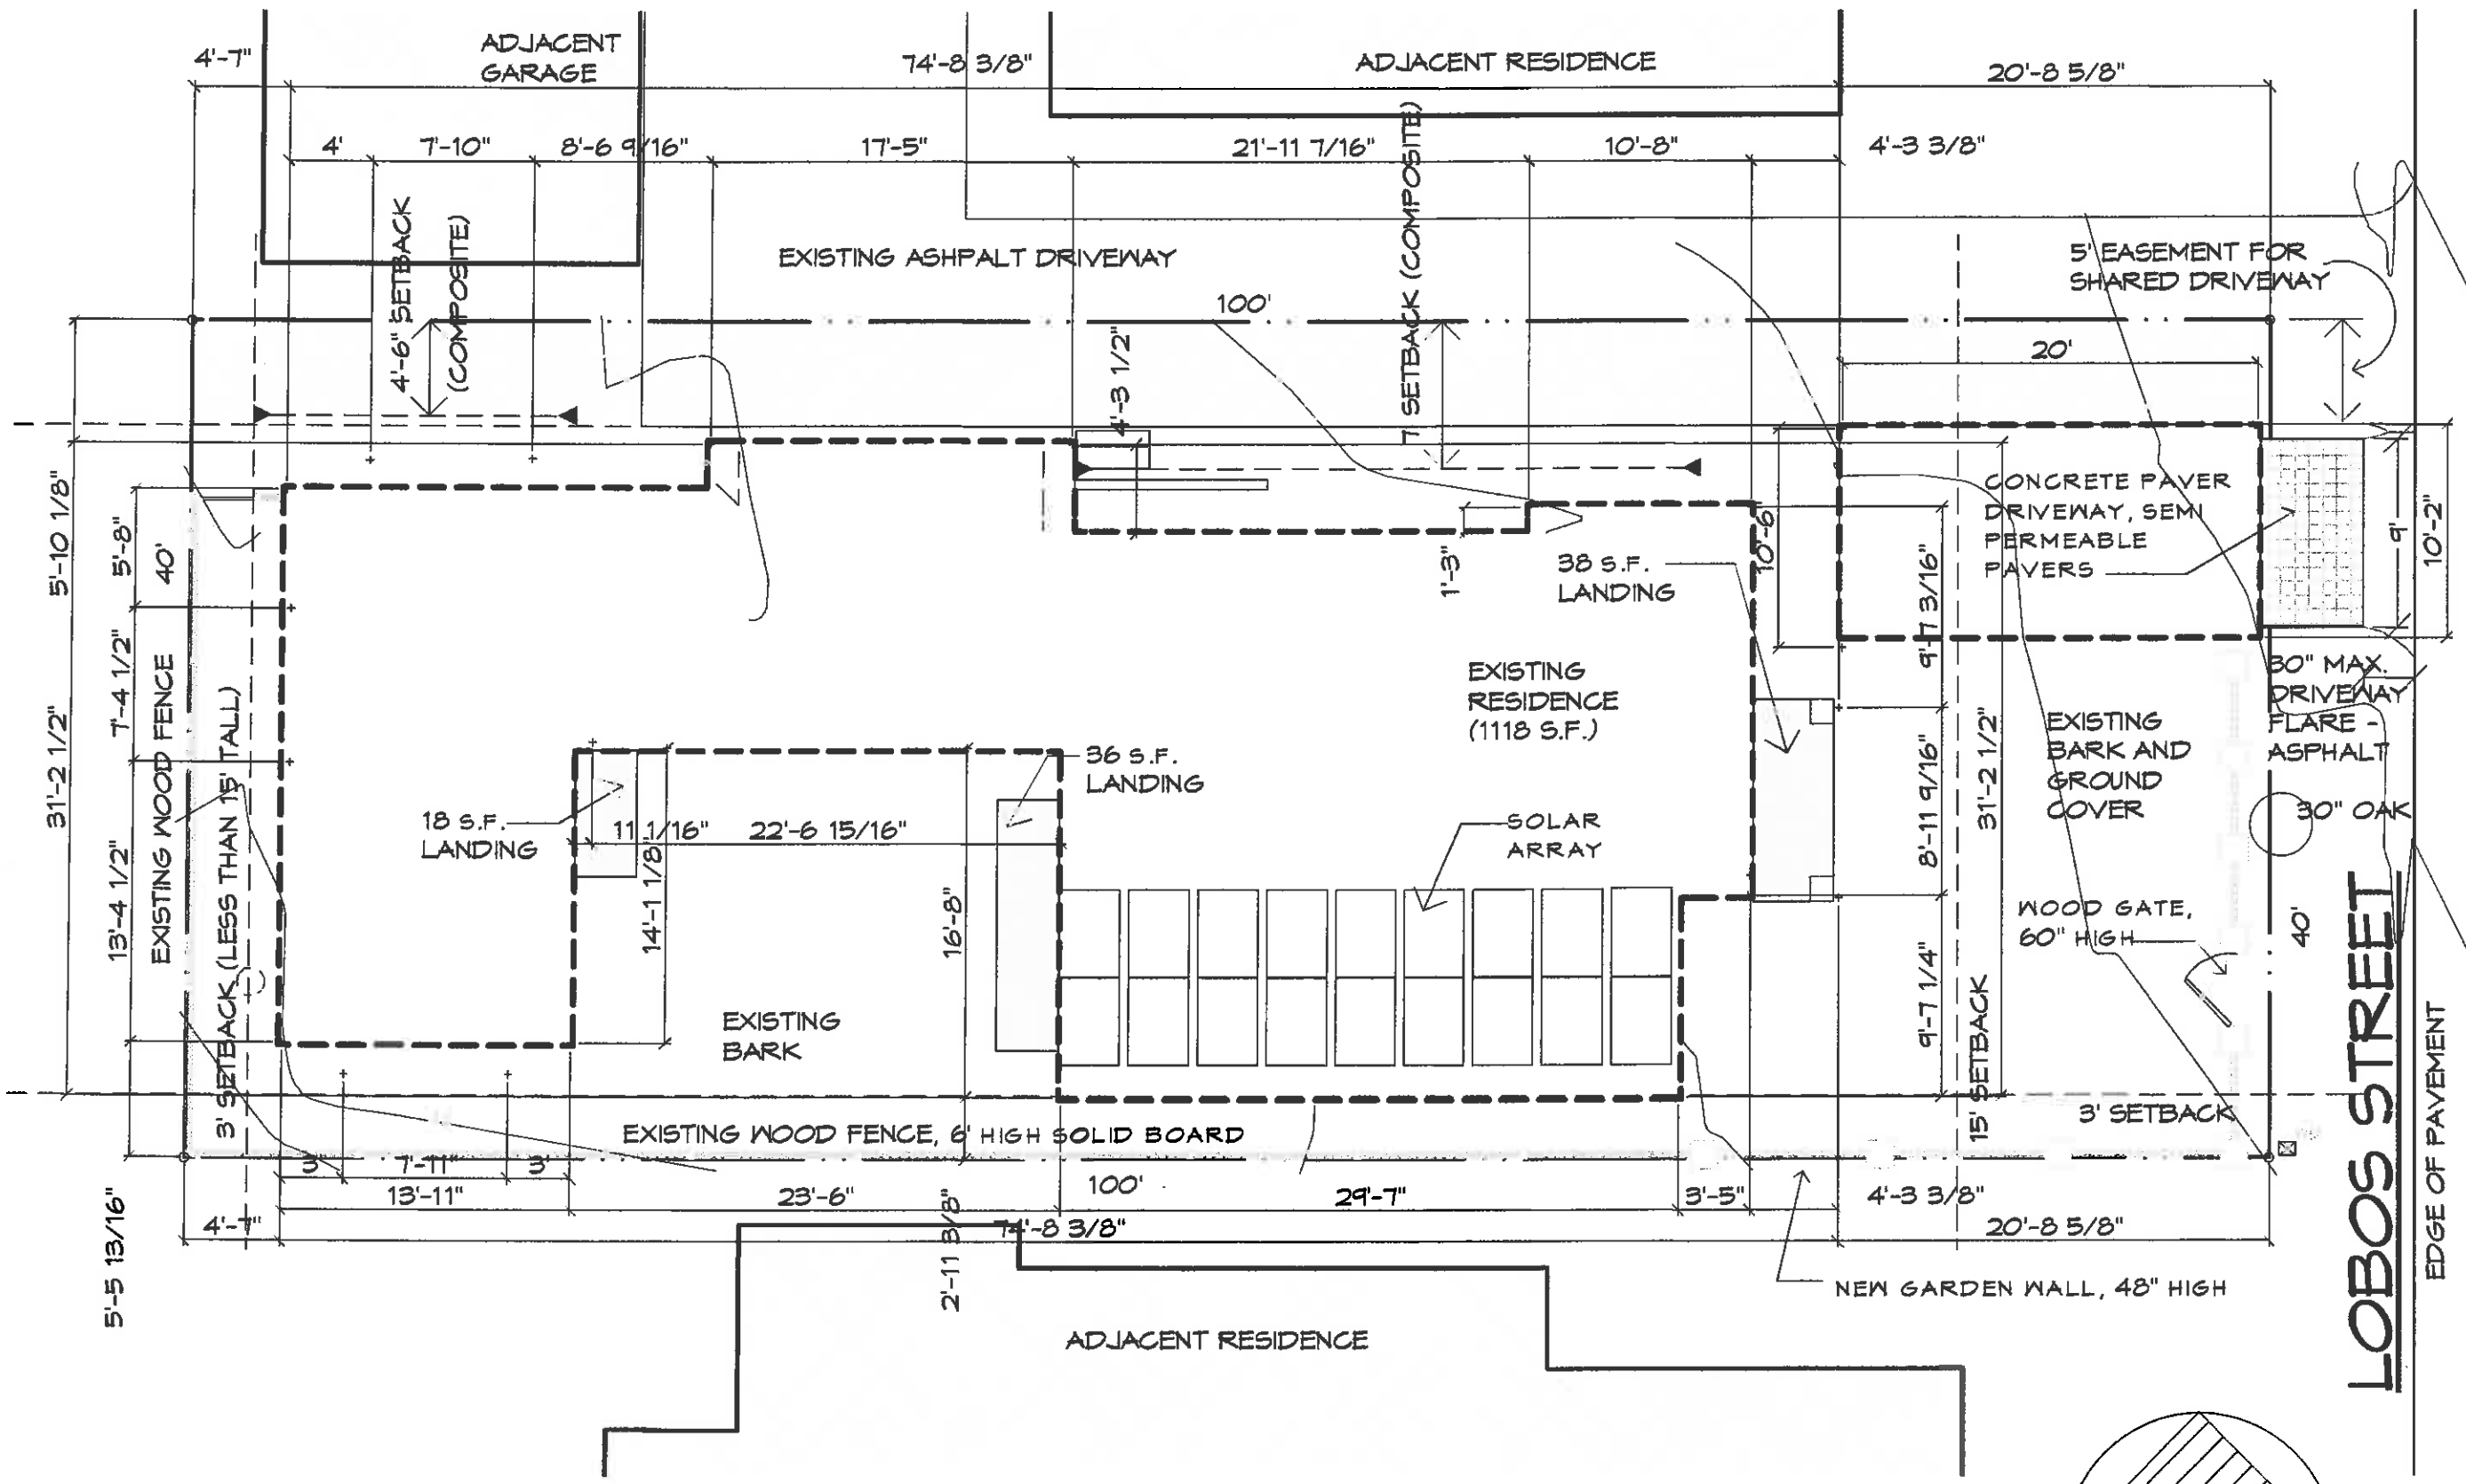 4'-7"
ADJACENT
GARAGE
74'-8 3/8"
ADJACENT RESIDENCE
20'-8 5/8"
4'
7'-10"
8'-6 9/16"
17'-5"
21'-11 7/16"
10'-8"
4'-3 3/8"
4'-6" SETBACK
(COMPOSITE)
EXISTING ASHPALT DRIVEWAY
7' SETBACK (COMPOSITE)
5' EASEMENT FOR
SHARED DRIVEWAY
100'
4'-3 1/2"
20'
5'-10 1/8"
5'-8"
40'
1'-3"
38 S.F.
LANDING
10'-6"
CONCRETE PAVER
DRIVEWAY, SEMI
PERMEABLE
PAVERS
9'
10'-2"
9'-7 3/16"
31'-2 1/2"
7'-4 1/2"
EXISTING WOOD FENCE
3' SETBACK (LESS THAN 15' TALL)
EXISTING
RESIDENCE
(1118 S.F.)
30" MAX.
DRIVEWAY
FLARE -
ASPHALT
EXISTING
BARK AND
GROUND
COVER
36 S.F.
LANDING
18 S.F.
LANDING
11 1/16"
22'-6 15/16"
SOLAR
ARRAY
8'-11 9/16"
31'-2 1/2"
30" OAK
13'-4 1/2"
14'-1 1/8"
16'-8"
WOOD GATE,
60" HIGH
40'
EXISTING
BARK
9'-7 1/4"
15' SETBACK
LOBOS STREET
EDGE OF PAVEMENT
3' SETBACK
EXISTING WOOD FENCE, 6' HIGH SOLID BOARD
3'
7'-11"
3'
13'-11"
23'-6"
100'
29'-7"
3'-5"
4'-3 3/8"
5'-5 13/16"
4'-7"
2'-11 3/8"
74'-8 3/8"
20'-8 5/8"
NEW GARDEN WALL, 48" HIGH
ADJACENT RESIDENCE